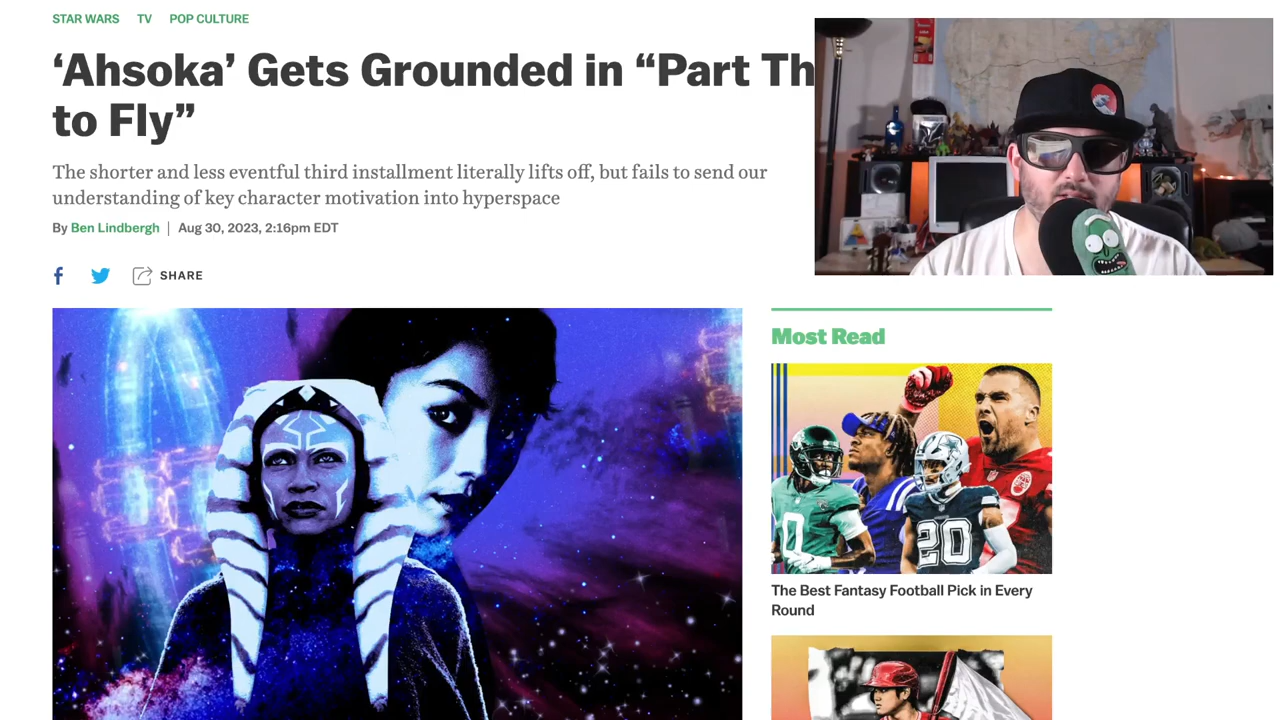 STAR WARS TV POP CULTURE
‘Ahsoka’ Gets Grounded in “Part Th
to Fly”
The shorter and less eventful third installment literally lifts off, but fails to send our
understanding of key character motivation into hyperspace
By Ben Lindbergh | Aug 30, 2023, 2:16pm EDT
SHARE
Most Read
0
20
The Best Fantasy Football Pick in Every
Round